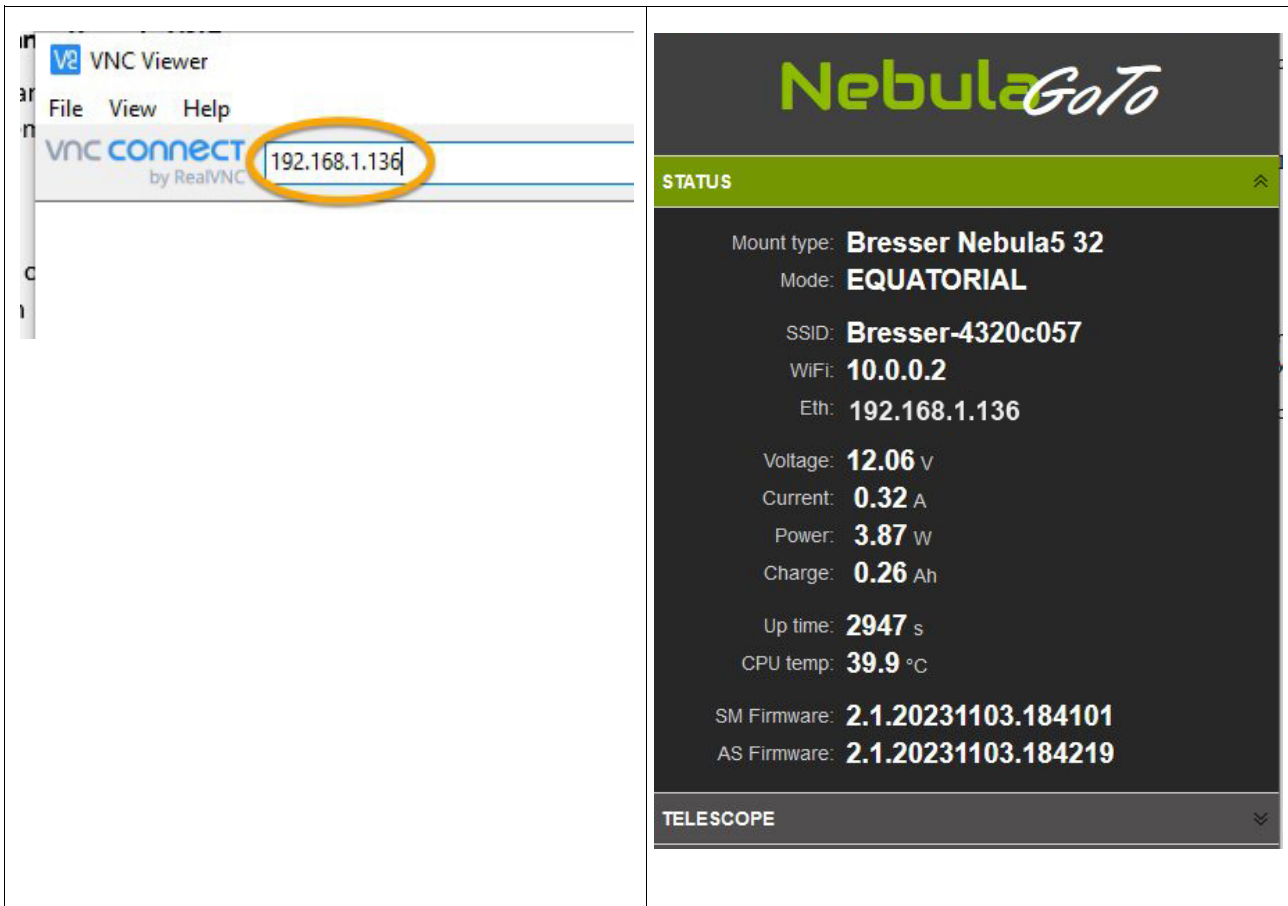 VNC Viewer
File View Help
vnc connect
by RealVNC
192.168.1.136
NebulaGoTo
STATUS
Mount type: Bresser Nebula5 32
Mode: EQUATORIAL
SSID: Bresser-4320c057
WiFi: 10.0.0.2
Eth: 192.168.1.136
Voltage: 12.06 V
Current: 0.32 A
Power: 3.87 W
Charge: 0.26 Ah
Up time: 2947 s
CPU temp: 39.9 °C
SM Firmware: 2.1.20231103.184101
AS Firmware: 2.1.20231103.184219
TELESCOPE